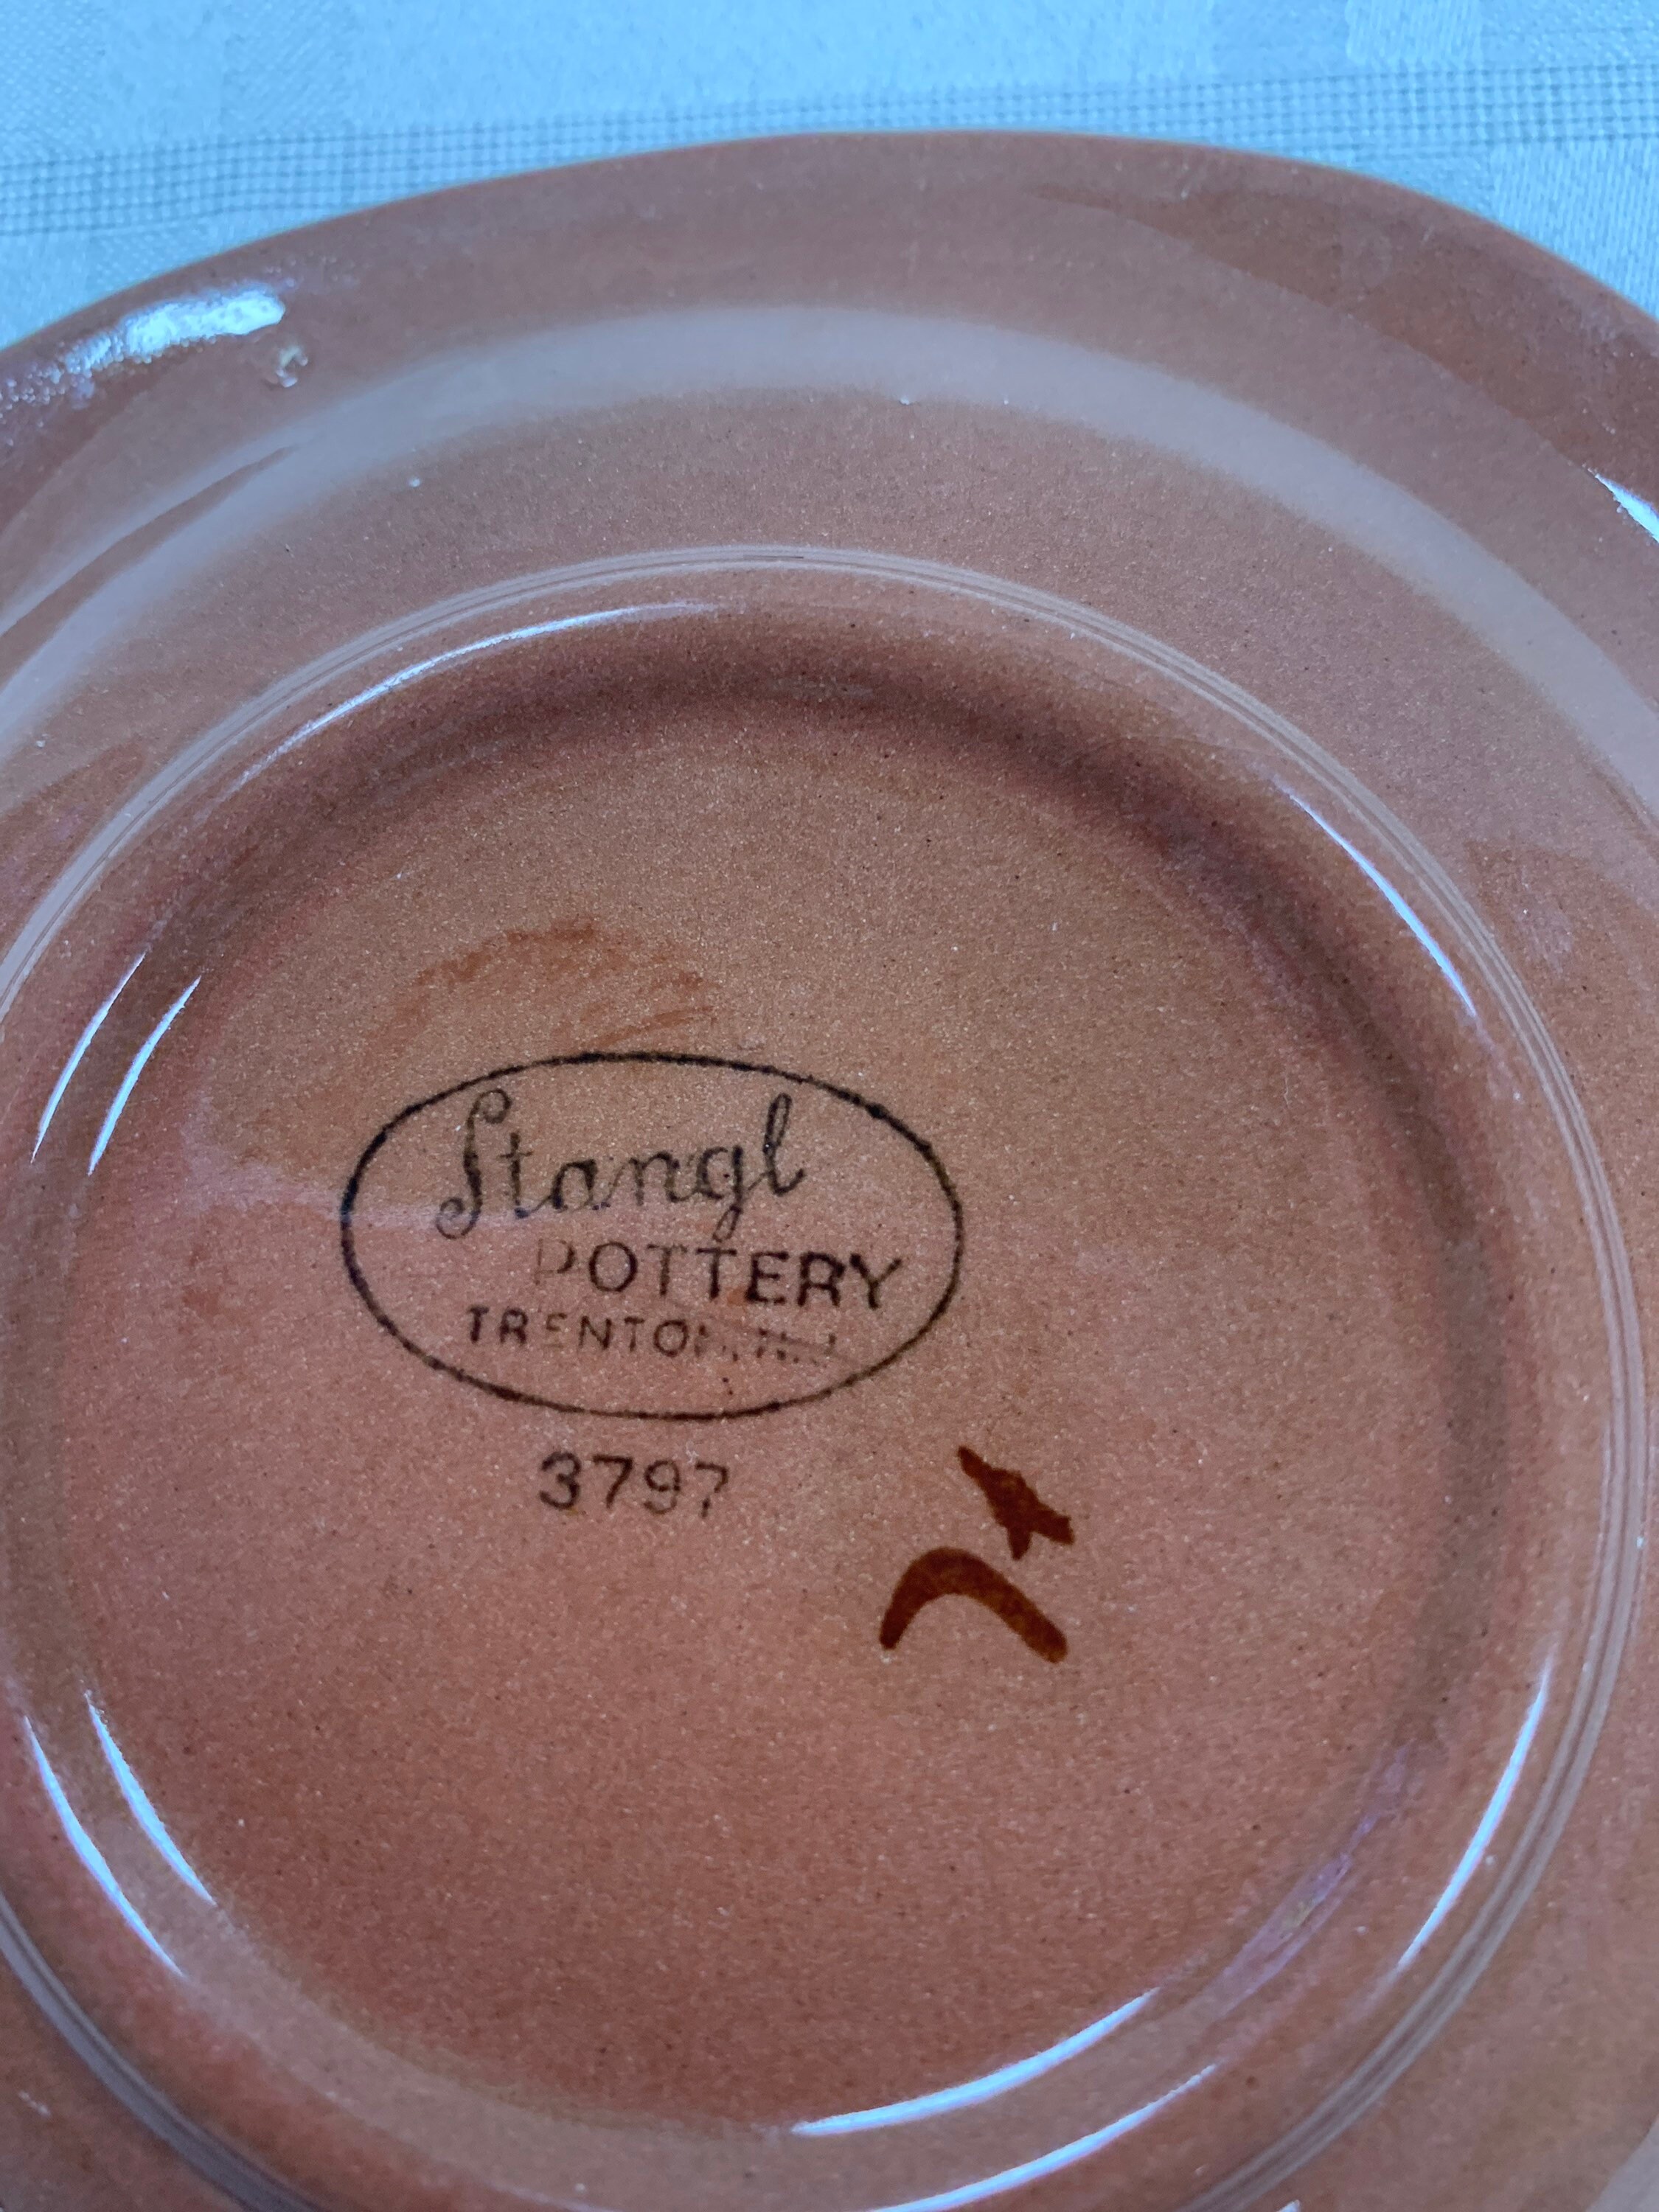 Stangl
POTTERY
TRENTON, N.J.
3797